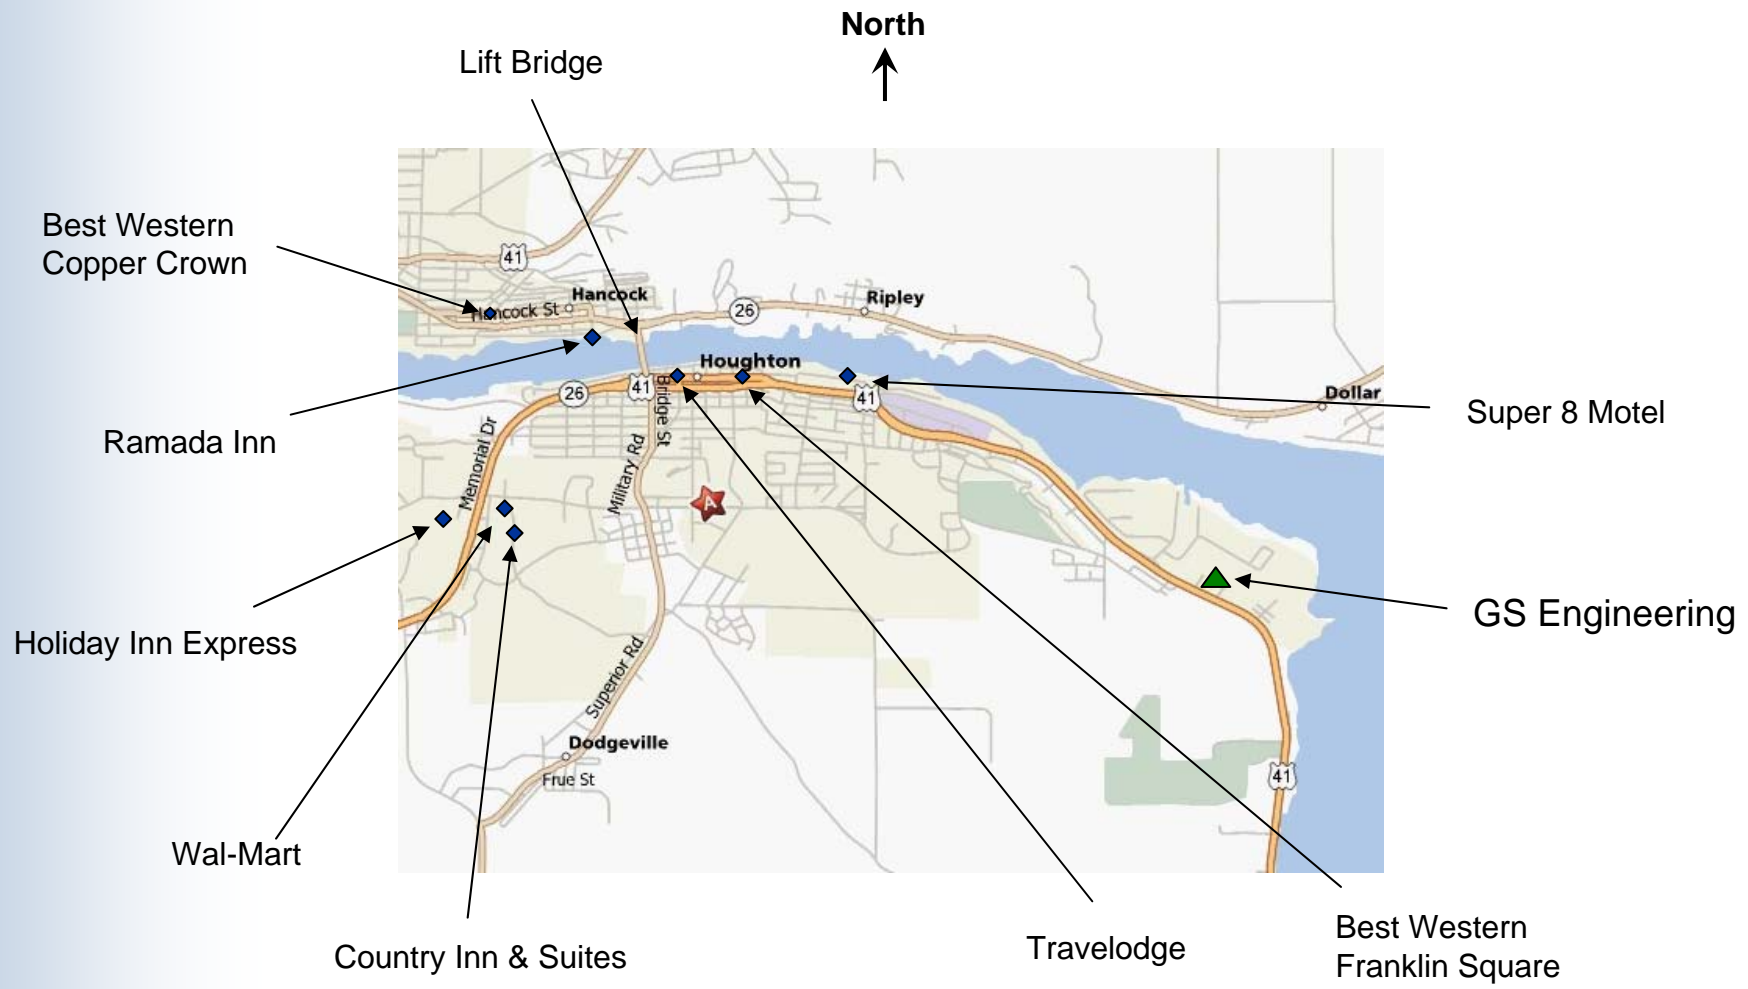 North
Lift Bridge
Best Western
Copper Crown
41
Hancock
Hancock St
26
Ripley
Houghton
Dollar
26
41
41
Bridge St
Super 8 Motel
Ramada Inn
Memorial Dr
Military Rd
A
GS Engineering
Holiday Inn Express
Superior Rd
Dodgeville
Frue St
41
Wal-Mart
Country Inn & Suites
Travelodge
Best Western
Franklin Square